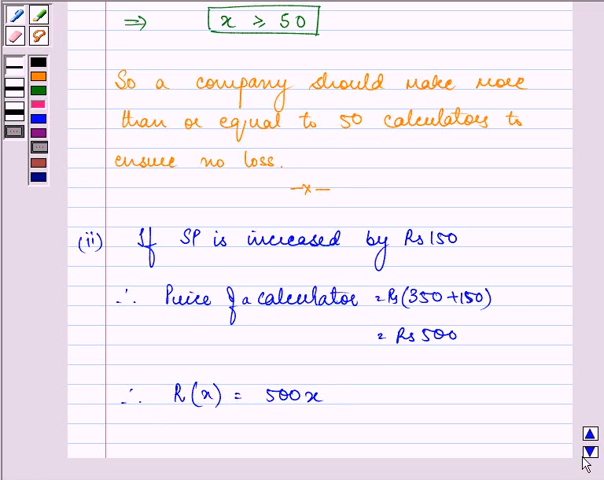 ⇒ x ≥ 50
So a company should make more
than or equal to 50 calculators to
ensure no loss.
—x—
(ii) If SP is increased by Rs 150
∴ Price of a calculator = Rs (350 + 150)
= Rs 500
∴ R(x) = 500x